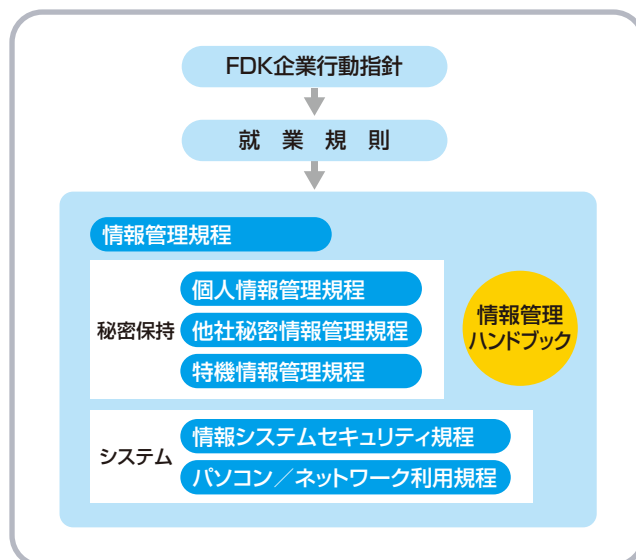 FDK企業行動指針
就業規則
情報管理規程
秘密保持
個人情報管理規程
他社秘密情報管理規程
特機情報管理規程
情報管理
ハンドブック
システム
情報システムセキュリティ規程
パソコン／ネットワーク利用規程